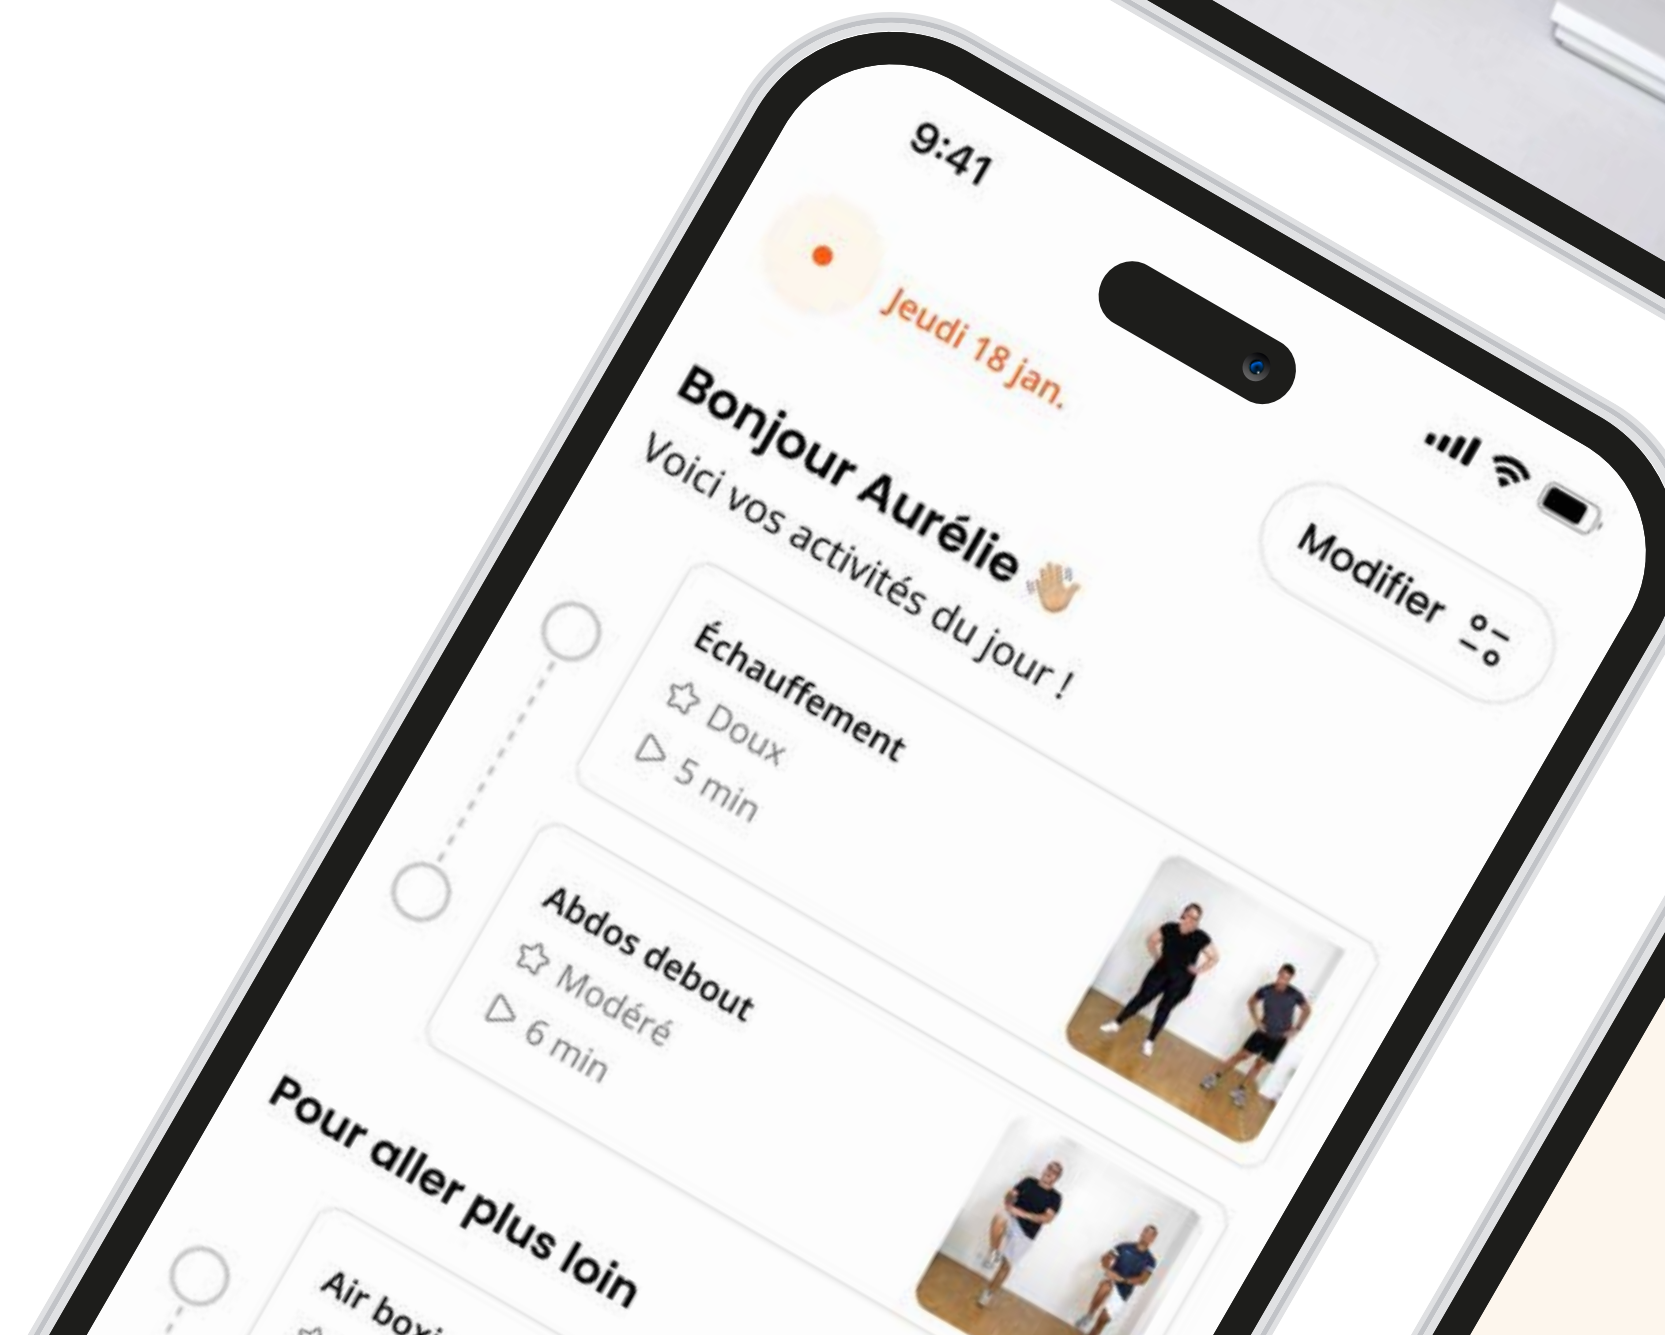 9:41
Jeudi 18 jan.
Bonjour Aurélie 👋🏼
Voici vos activités du jour !
Modifier
Échauffement
Doux
5 min
Abdos debout
Modéré
6 min
Pour aller plus loin
Air